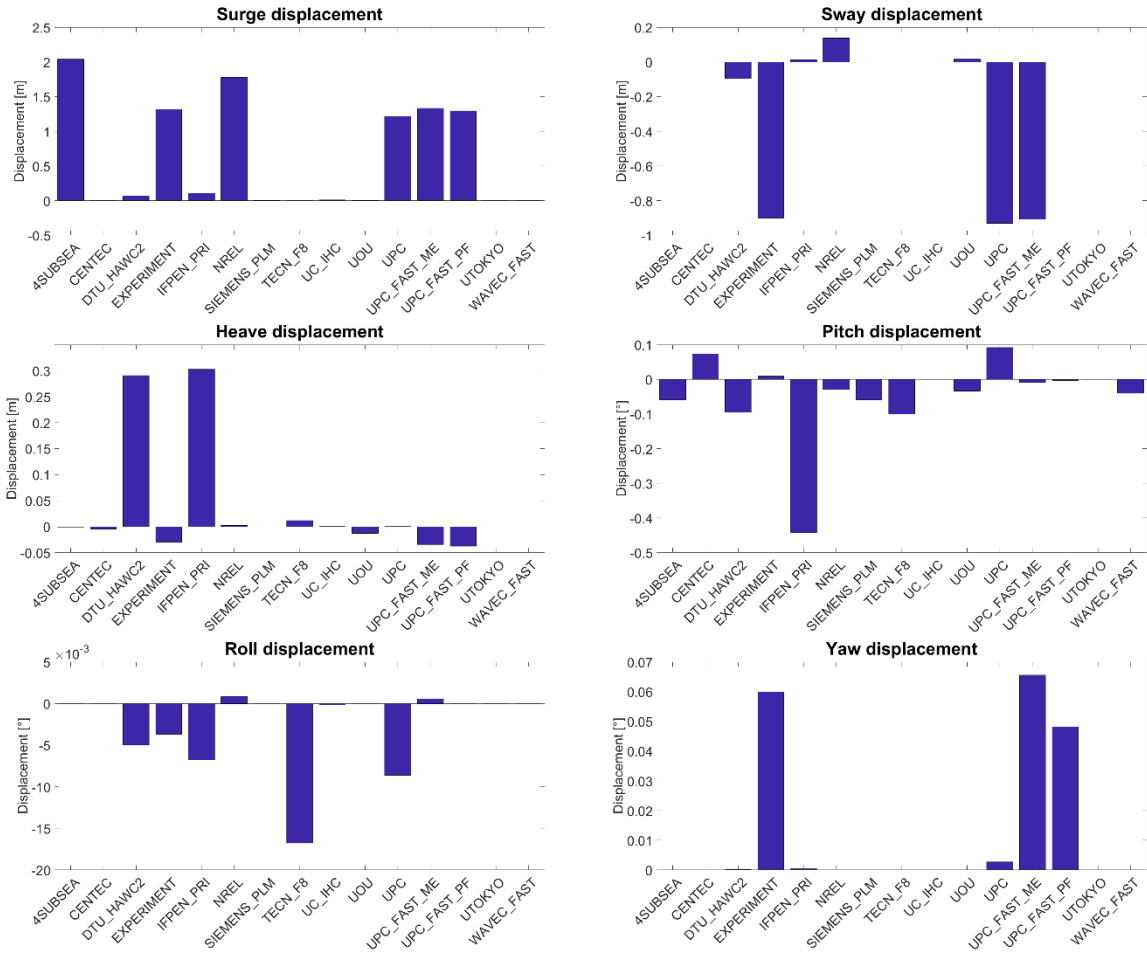 Surge displacement
Displacement [m]
2.5
2
1.5
1
0.5
0
-0.5
4SUBSEA
CENTEC
DTU_HAWC2
EXPERIMENT
IFPEN_PRI
NREL
SIEMENS_PLM
TECN_F8
UC_IHC
UOU
UPC
UPC_FAST_ME
UPC_FAST_PF
UTOKYO
WAVEC_FAST
Sway displacement
Displacement [m]
0.2
0
-0.2
-0.4
-0.6
-0.8
-1
4SUBSEA
CENTEC
DTU_HAWC2
EXPERIMENT
IFPEN_PRI
NREL
SIEMENS_PLM
TECN_F8
UC_IHC
UOU
UPC
UPC_FAST_ME
UPC_FAST_PF
UTOKYO
WAVEC_FAST
Heave displacement
Displacement [m]
0.3
0.25
0.2
0.15
0.1
0.05
0
-0.05
4SUBSEA
CENTEC
DTU_HAWC2
EXPERIMENT
IFPEN_PRI
NREL
SIEMENS_PLM
TECN_F8
UC_IHC
UOU
UPC
UPC_FAST_ME
UPC_FAST_PF
UTOKYO
WAVEC_FAST
Pitch displacement
Displacement [°]
0.1
0
-0.1
-0.2
-0.3
-0.4
-0.5
4SUBSEA
CENTEC
DTU_HAWC2
EXPERIMENT
IFPEN_PRI
NREL
SIEMENS_PLM
TECN_F8
UC_IHC
UOU
UPC
UPC_FAST_ME
UPC_FAST_PF
UTOKYO
WAVEC_FAST
Roll displacement
×10⁻³
Displacement [°]
5
0
-5
-10
-15
-20
4SUBSEA
CENTEC
DTU_HAWC2
EXPERIMENT
IFPEN_PRI
NREL
SIEMENS_PLM
TECN_F8
UC_IHC
UOU
UPC
UPC_FAST_ME
UPC_FAST_PF
UTOKYO
WAVEC_FAST
Yaw displacement
Displacement [°]
0.07
0.06
0.05
0.04
0.03
0.02
0.01
0
4SUBSEA
CENTEC
DTU_HAWC2
EXPERIMENT
IFPEN_PRI
NREL
SIEMENS_PLM
TECN_F8
UC_IHC
UOU
UPC
UPC_FAST_ME
UPC_FAST_PF
UTOKYO
WAVEC_FAST